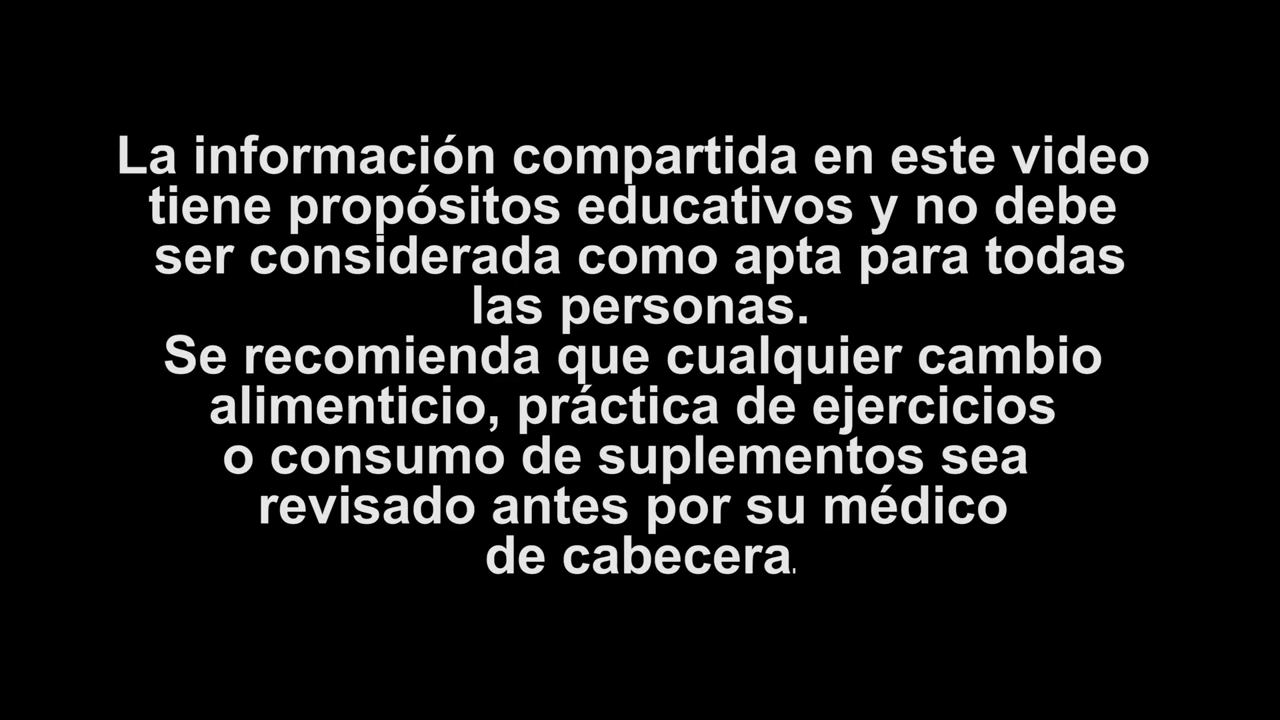 La información compartida en este video
tiene propósitos educativos y no debe
ser considerada como apta para todas
las personas.
Se recomienda que cualquier cambio
alimenticio, práctica de ejercicios
o consumo de suplementos sea
revisado antes por su médico
de cabecera.